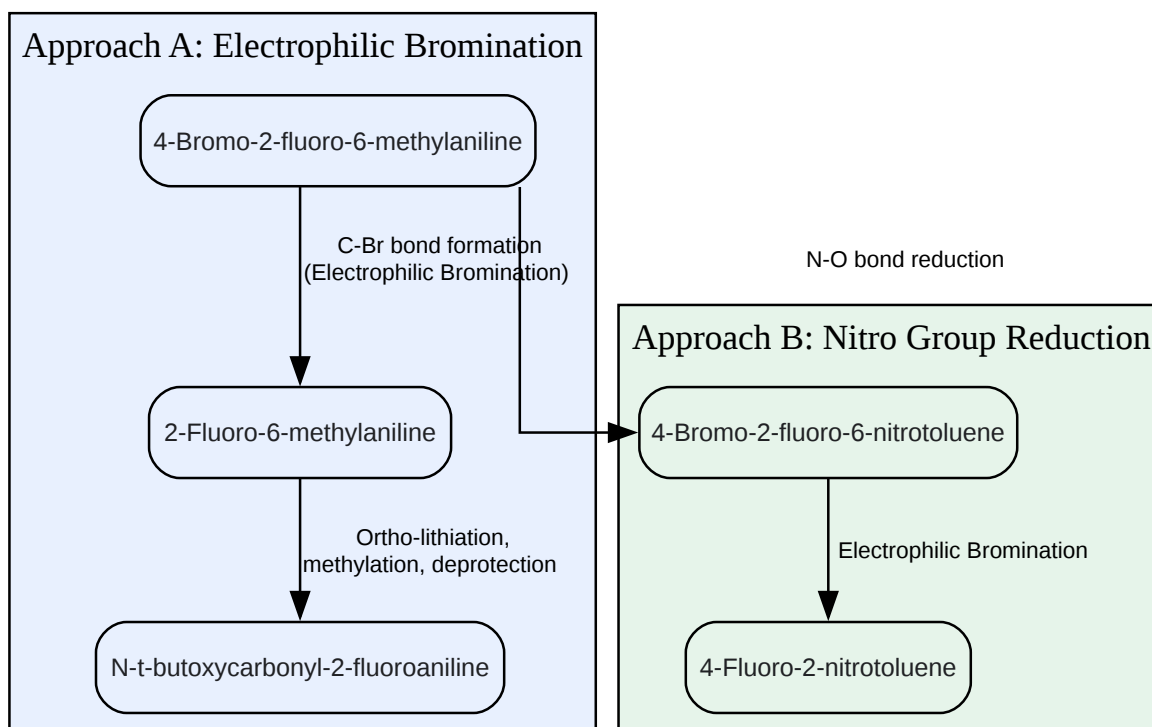 Approach A: Electrophilic Bromination
4-Bromo-2-fluoro-6-methylaniline
C-Br bond formation
(Electrophilic Bromination)
2-Fluoro-6-methylaniline
Ortho-lithiation,
methylation, deprotection
N-t-butoxycarbonyl-2-fluoroaniline
N-O bond reduction
Approach B: Nitro Group Reduction
4-Bromo-2-fluoro-6-nitrotoluene
Electrophilic Bromination
4-Fluoro-2-nitrotoluene